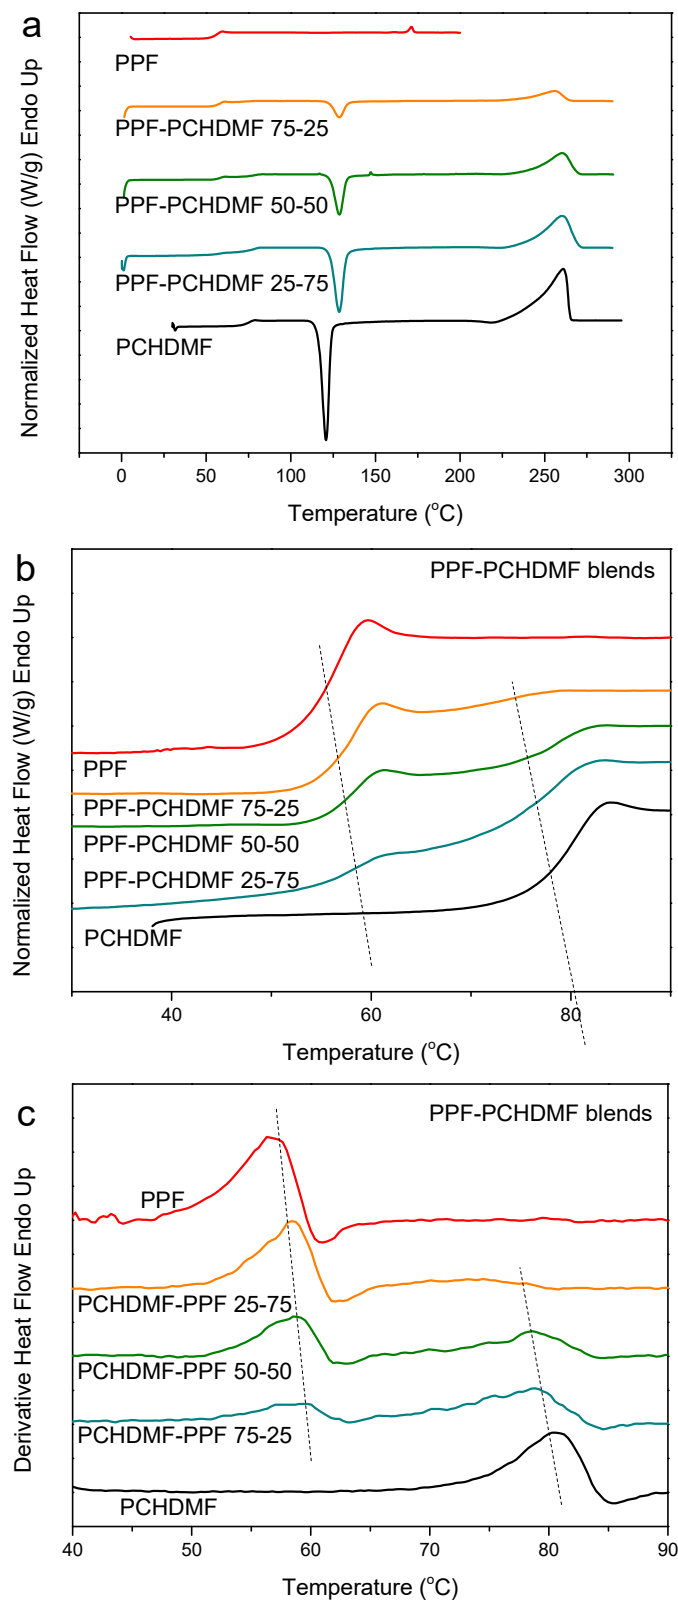 a
Normalized Heat Flow (W/g) Endo Up
PPF
PPF-PCHDMF 75-25
PPF-PCHDMF 50-50
PPF-PCHDMF 25-75
PCHDMF
0 50 100 150 200 250 300
Temperature (°C)
b
PPF-PCHDMF blends
Normalized Heat Flow (W/g) Endo Up
PPF
PPF-PCHDMF 75-25
PPF-PCHDMF 50-50
PPF-PCHDMF 25-75
PCHDMF
40 60 80
Temperature (°C)
c
PPF-PCHDMF blends
Derivative Heat Flow Endo Up
PPF
PCHDMF-PPF 25-75
PCHDMF-PPF 50-50
PCHDMF-PPF 75-25
PCHDMF
40 50 60 70 80 90
Temperature (°C)